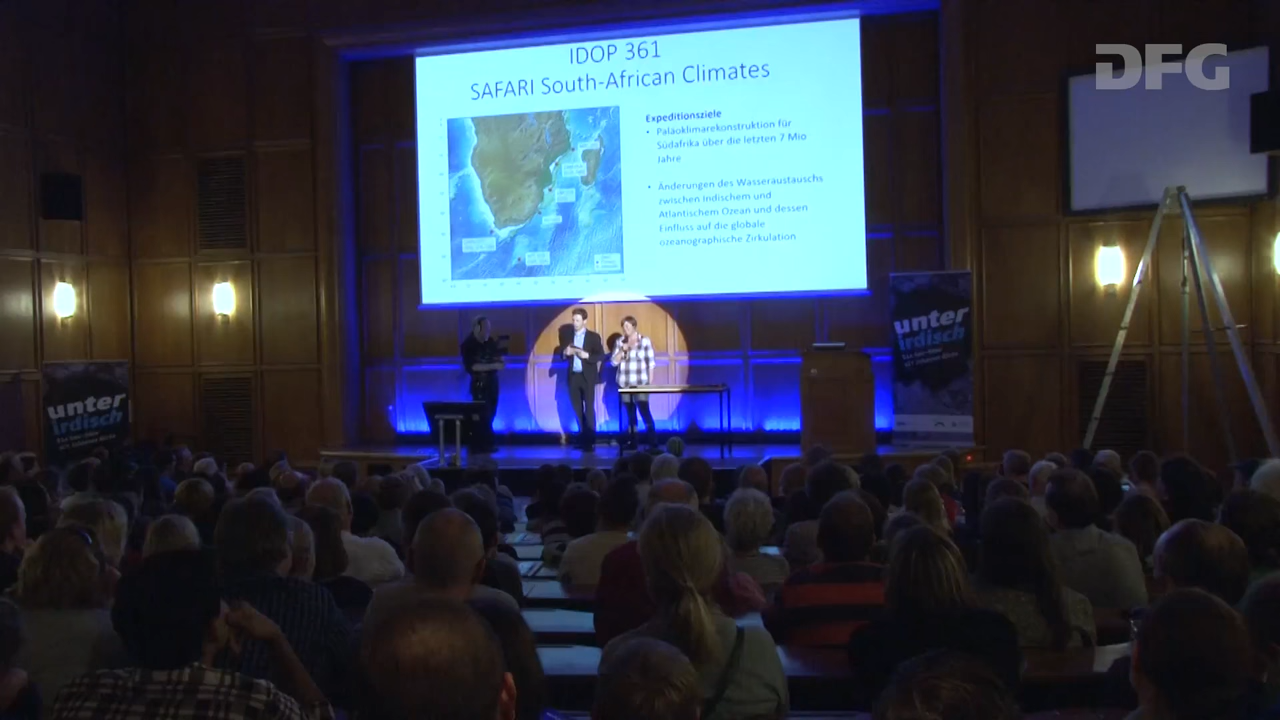 DFG
IDOP 361
SAFARI South-African Climates
Expeditionsziele
• Paläoklimarekonstruktion für
Südafrika über die letzten 7 Mio
Jahre
• Änderungen des Wasseraustauschs
zwischen Indischem und
Atlantischem Ozean und dessen
Einfluss auf die globale
ozeanographische Zirkulation
unter
irdisch
unter
irdisch